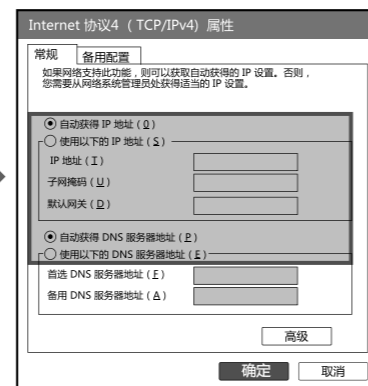 Internet 协议4 ( TCP/IPv4) 属性
常规 备用配置
如果网络支持此功能，则可以获取自动获得的 IP 设置。否则，
您需要从网络系统管理员处获得适当的 IP 设置。
自动获得 IP 地址 ( O )
使用以下的 IP 地址 ( S )
IP 地址 ( I )
子网掩码 ( U )
默认网关 ( D )
自动获得 DNS 服务器地址 ( P )
使用以下的 DNS 服务器地址 ( E )
首选 DNS 服务器地址 ( F )
备用 DNS 服务器地址 ( A )
高级
确定 取消